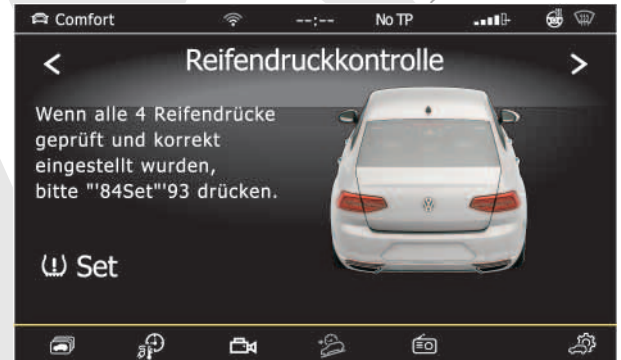 Comfort --:-- No TP
< Reifendruckkontrolle >
Wenn alle 4 Reifendrücke
geprüft und korrekt
eingestellt wurden,
bitte "'84Set"'93 drücken.
(!) Set